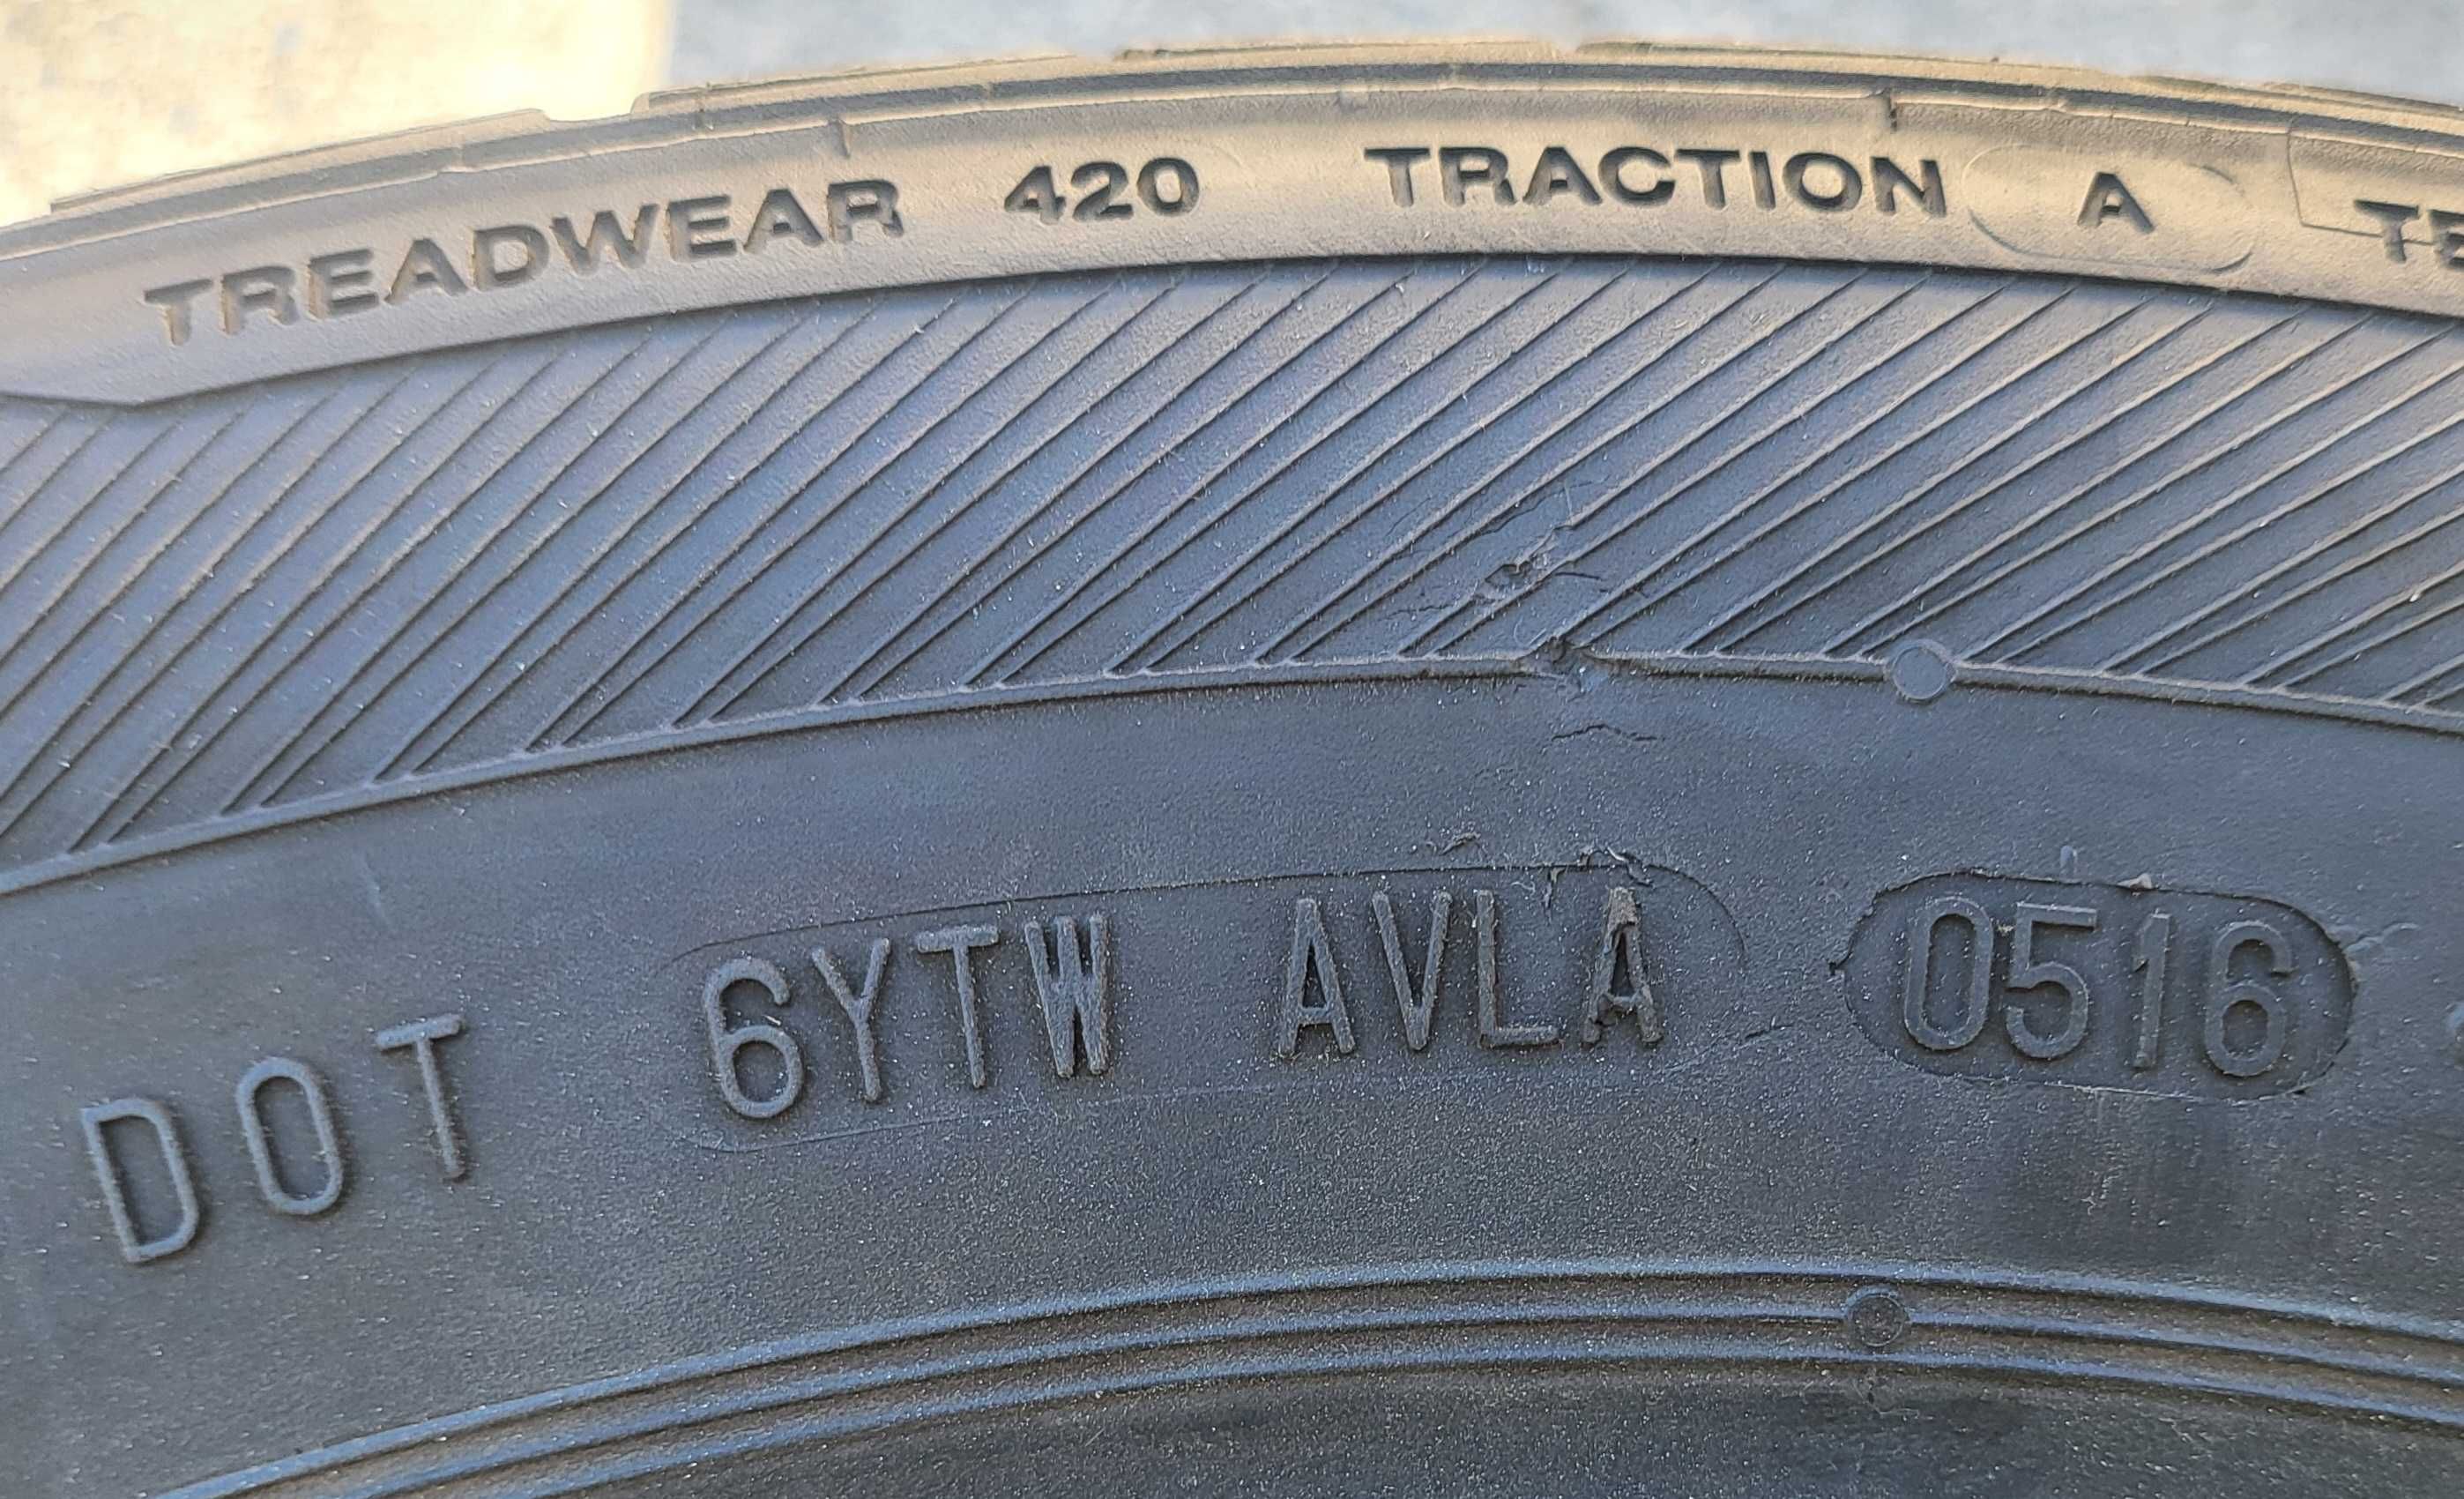 TREADWEAR 420 TRACTION A
DOT 6YTW AVLA 0516